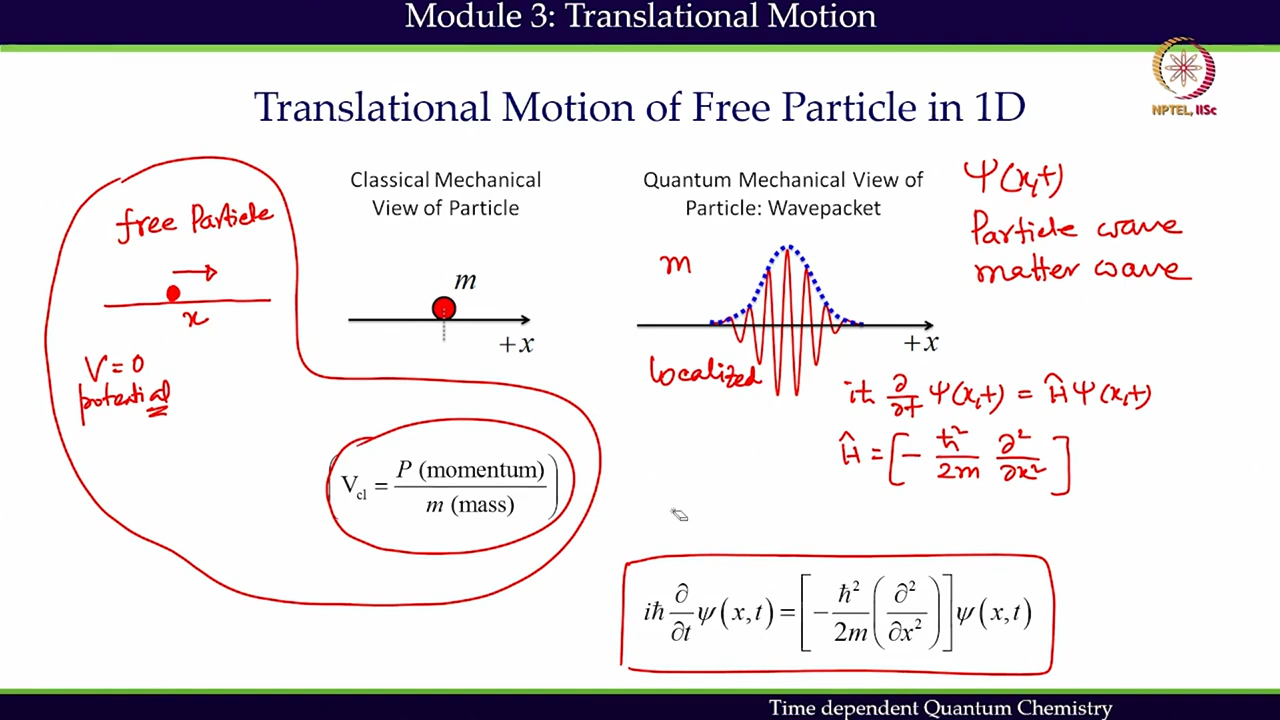 Module 3: Translational Motion
NPTEL, IISc
Translational Motion of Free Particle in 1D
free Particle
x
V = 0
potential
Classical Mechanical
View of Particle
m
+x
V_cl = P (momentum) / m (mass)
Quantum Mechanical View of
Particle: Wavepacket
m
+x
localized
Ψ(x,t)
Particle wave
matter wave
iħ ∂/∂t Ψ(x,t) = Ĥ Ψ(x,t)
Ĥ = [− ħ²/2m ∂²/∂x²]
iħ ∂/∂t ψ(x,t) = [− ħ²/2m (∂²/∂x²)] ψ(x,t)
Time dependent Quantum Chemistry